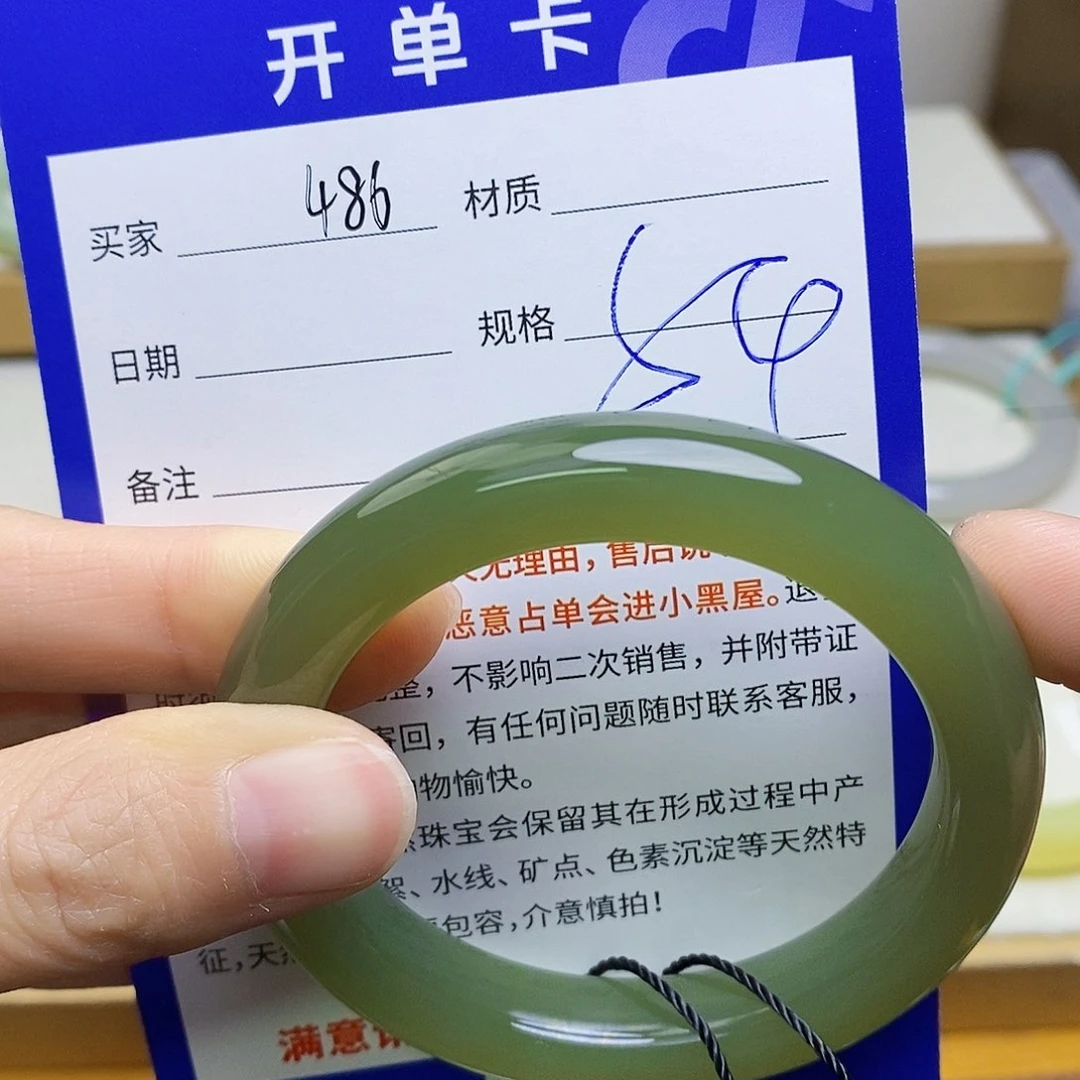 开单卡
买家 486 材质
日期 规格 54
备注
无理由，售后
恶意占单会进小黑屋。退
整，不影响二次销售，并附带证
寄回，有任何问题随时联系客服，
物愉快。
珠宝会保留其在形成过程中产
絮、水线、矿点、色素沉淀等天然特
征，天 包容，介意慎拍！
满意